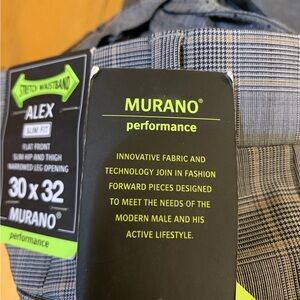 STRETCH WAISTBAND
ALEX
SLIM FIT
FLAT FRONT
SLIM HIP AND THIGH
NARROWED LEG OPENING
30 x 32
MURANO®
performance
MURANO®
performance
INNOVATIVE FABRIC AND
TECHNOLOGY JOIN IN FASHION
FORWARD PIECES DESIGNED
TO MEET THE NEEDS OF THE
MODERN MALE AND HIS
ACTIVE LIFESTYLE.